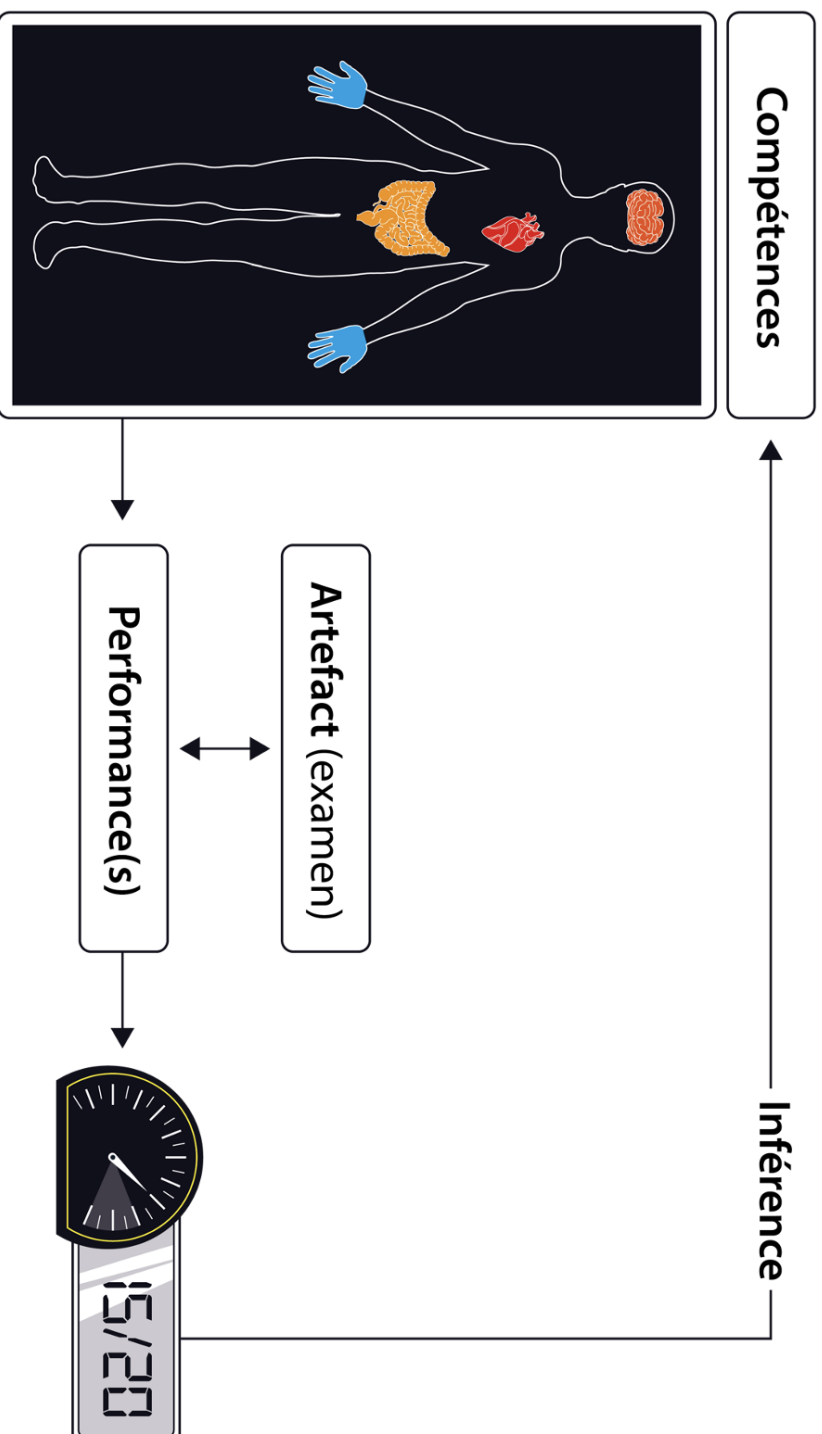 Compétences
Artefact (examen)
Performance(s)
Inférence
15/20